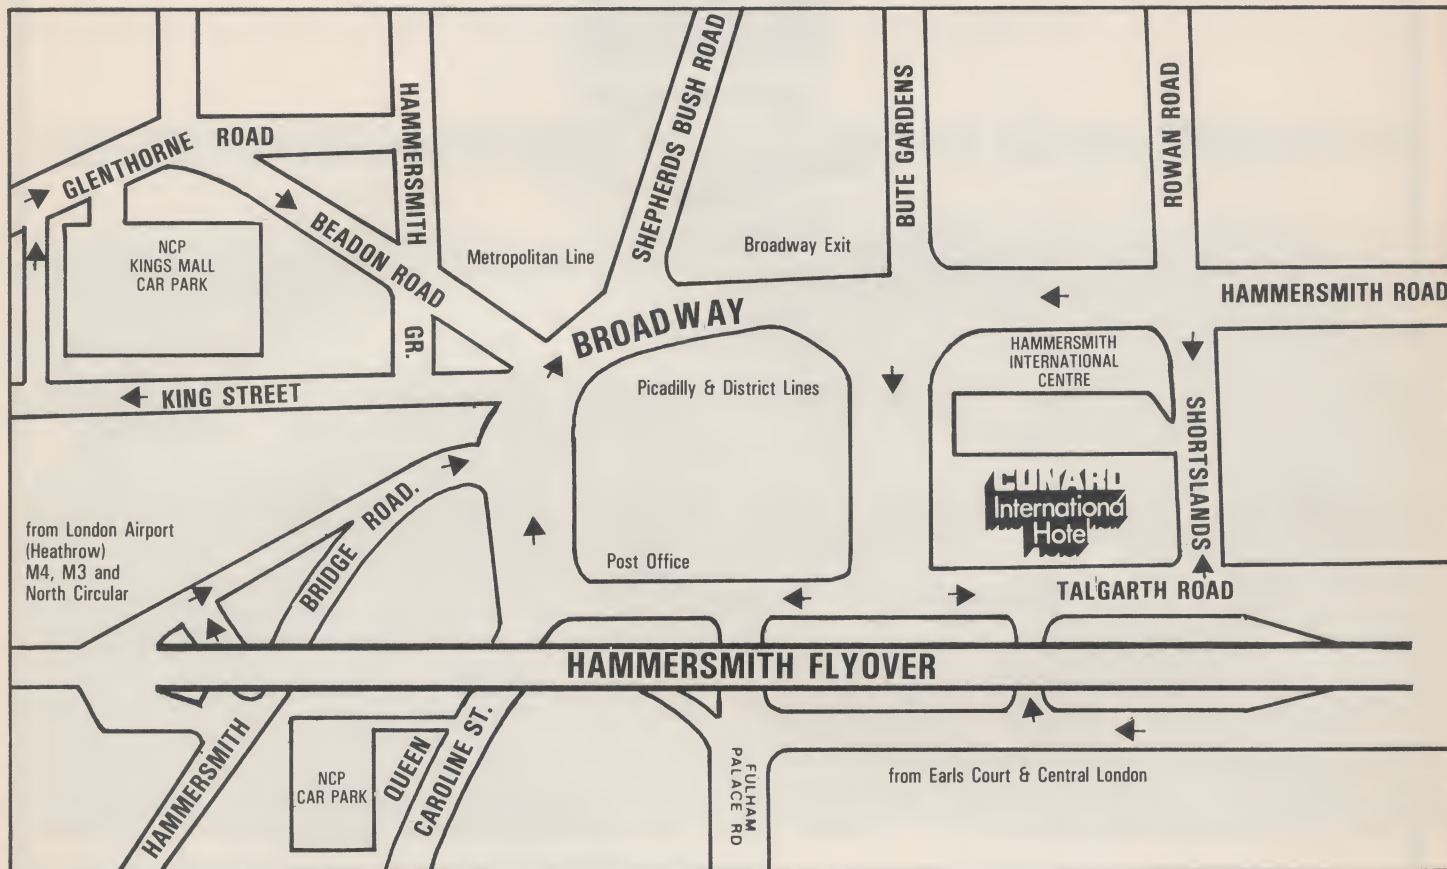 GLENTHORNE ROAD
HAMMERSMITH
GR.
SHEPHERDS BUSH ROAD
BUTE GARDENS
ROWAN ROAD
BEADON ROAD
NCP
KINGS MALL
CAR PARK
Metropolitan Line
Broadway Exit
BROADWAY
HAMMERSMITH ROAD
KING STREET
Picadilly & District Lines
HAMMERSMITH
INTERNATIONAL
CENTRE
SHORTSLANDS
CUNARD
International
Hotel
from London Airport
(Heathrow)
M4, M3 and
North Circular
BRIDGE ROAD.
Post Office
TALGARTH ROAD
HAMMERSMITH FLYOVER
HAMMERSMITH
NCP
CAR PARK
QUEEN
CAROLINE ST.
FULHAM
PALACE RD
from Earls Court & Central London